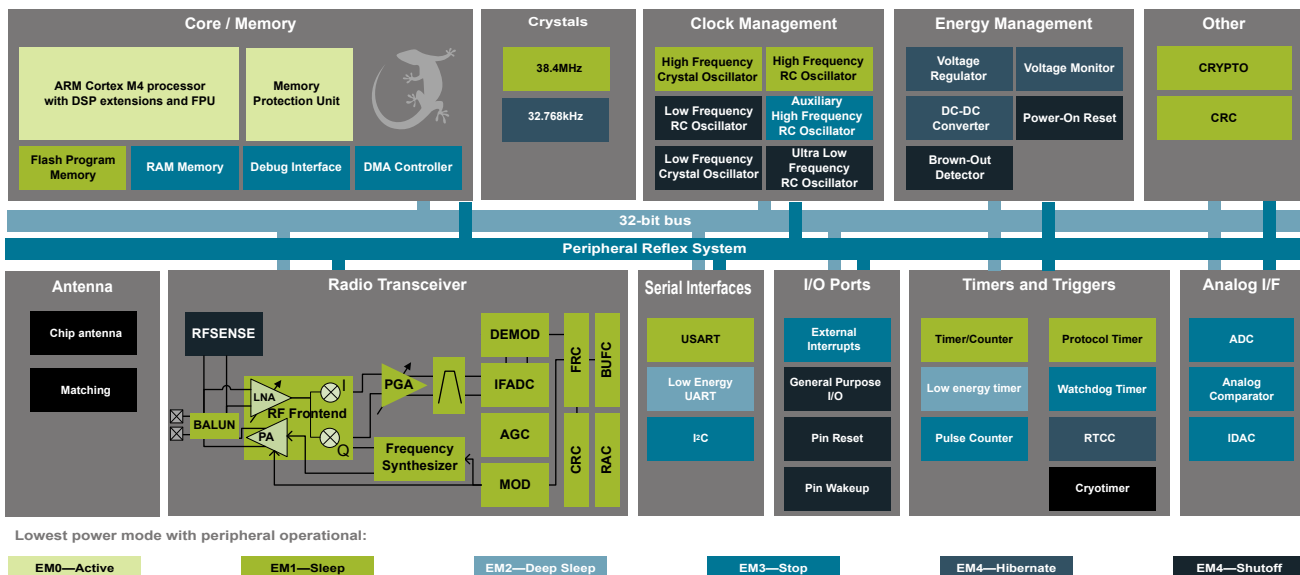 Core / Memory
Crystals
Clock Management
Energy Management
Other
ARM Cortex M4 processor
with DSP extensions and FPU
Memory
Protection Unit
Flash Program
Memory
RAM Memory
Debug Interface
DMA Controller
38.4MHz
32.768kHz
High Frequency
Crystal Oscillator
High Frequency
RC Oscillator
Low Frequency
RC Oscillator
Auxiliary
High Frequency
RC Oscillator
Low Frequency
Crystal Oscillator
Ultra Low
Frequency
RC Oscillator
Voltage
Regulator
Voltage Monitor
DC-DC
Converter
Power-On Reset
Brown-Out
Detector
CRYPTO
CRC
32-bit bus
Peripheral Reflex System
Antenna
Radio Transceiver
Serial Interfaces
I/O Ports
Timers and Triggers
Analog I/F
Chip antenna
Matching
RFSENSE
BALUN
LNA
RF Frontend
PA
I
Q
PGA
Frequency
Synthesizer
DEMOD
IFADC
AGC
MOD
FRC
BUFC
CRC
RAC
USART
Low Energy
UART
I²C
External
Interrupts
General Purpose
I/O
Pin Reset
Pin Wakeup
Timer/Counter
Protocol Timer
Low energy timer
Watchdog Timer
Pulse Counter
RTCC
Cryotimer
ADC
Analog
Comparator
IDAC
Lowest power mode with peripheral operational:
EM0—Active
EM1—Sleep
EM2—Deep Sleep
EM3—Stop
EM4—Hibernate
EM4—Shutoff